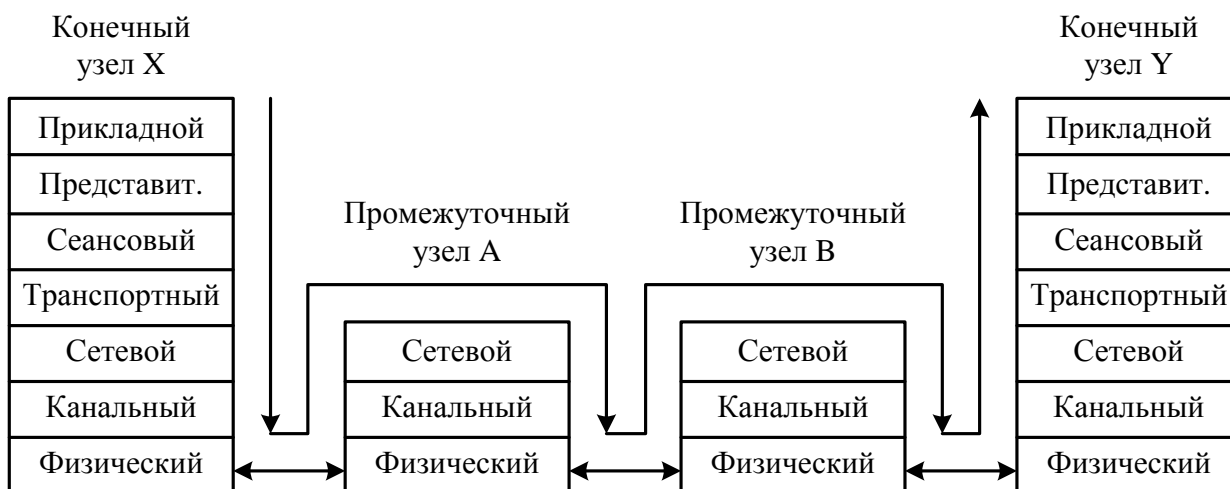 Конечный
узел X
Прикладной
Представит.
Сеансовый
Транспортный
Сетевой
Канальный
Физический
Промежуточный
узел A
Сетевой
Канальный
Физический
Промежуточный
узел B
Сетевой
Канальный
Физический
Конечный
узел Y
Прикладной
Представит.
Сеансовый
Транспортный
Сетевой
Канальный
Физический